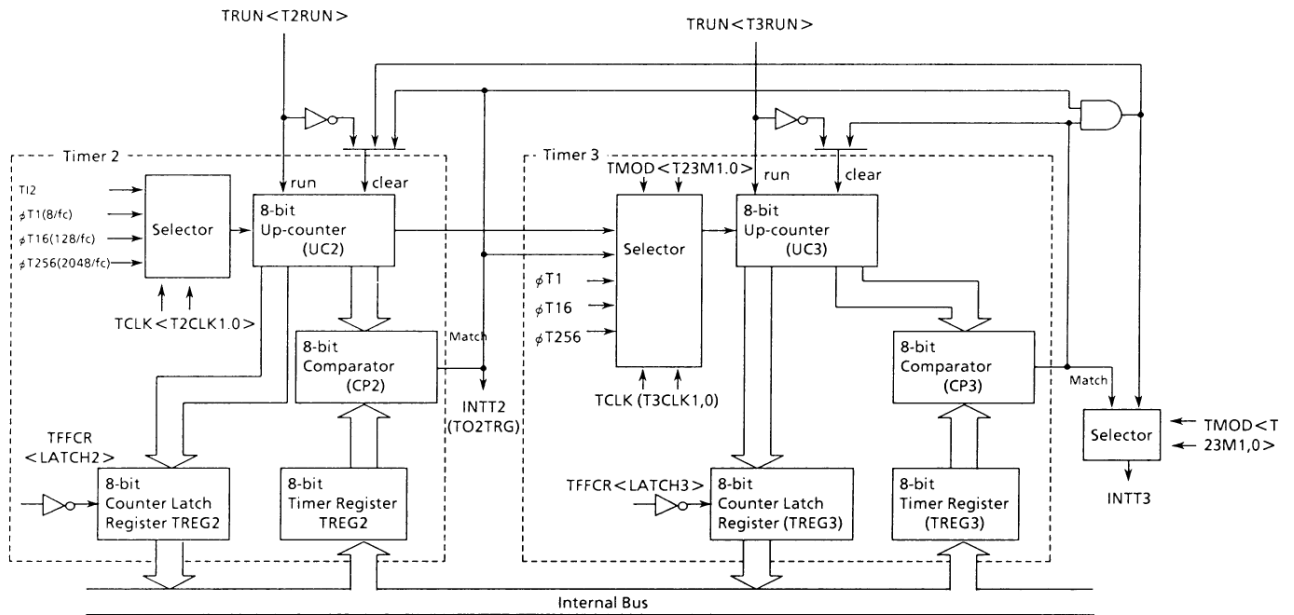 TRUN<T2RUN>
TRUN<T3RUN>
Timer 2
Timer 3
TMOD<T23M1.0>
run
clear
run
clear
TI2
φT1(8/fc)
φT16(128/fc)
φT256(2048/fc)
Selector
8-bit
Up-counter
(UC2)
Selector
8-bit
Up-counter
(UC3)
φT1
φT16
φT256
TCLK<T2CLK1.0>
8-bit
Comparator
(CP2)
Match
INTT2
(TO2TRG)
TCLK (T3CLK1,0)
8-bit
Comparator
(CP3)
Match
Selector
TMOD<T
23M1,0>
INTT3
TFFCR
<LATCH2>
8-bit
Counter Latch
Register TREG2
8-bit
Timer Register
TREG2
TFFCR<LATCH3>
8-bit
Counter Latch
Register (TREG3)
8-bit
Timer Register
(TREG3)
Internal Bus